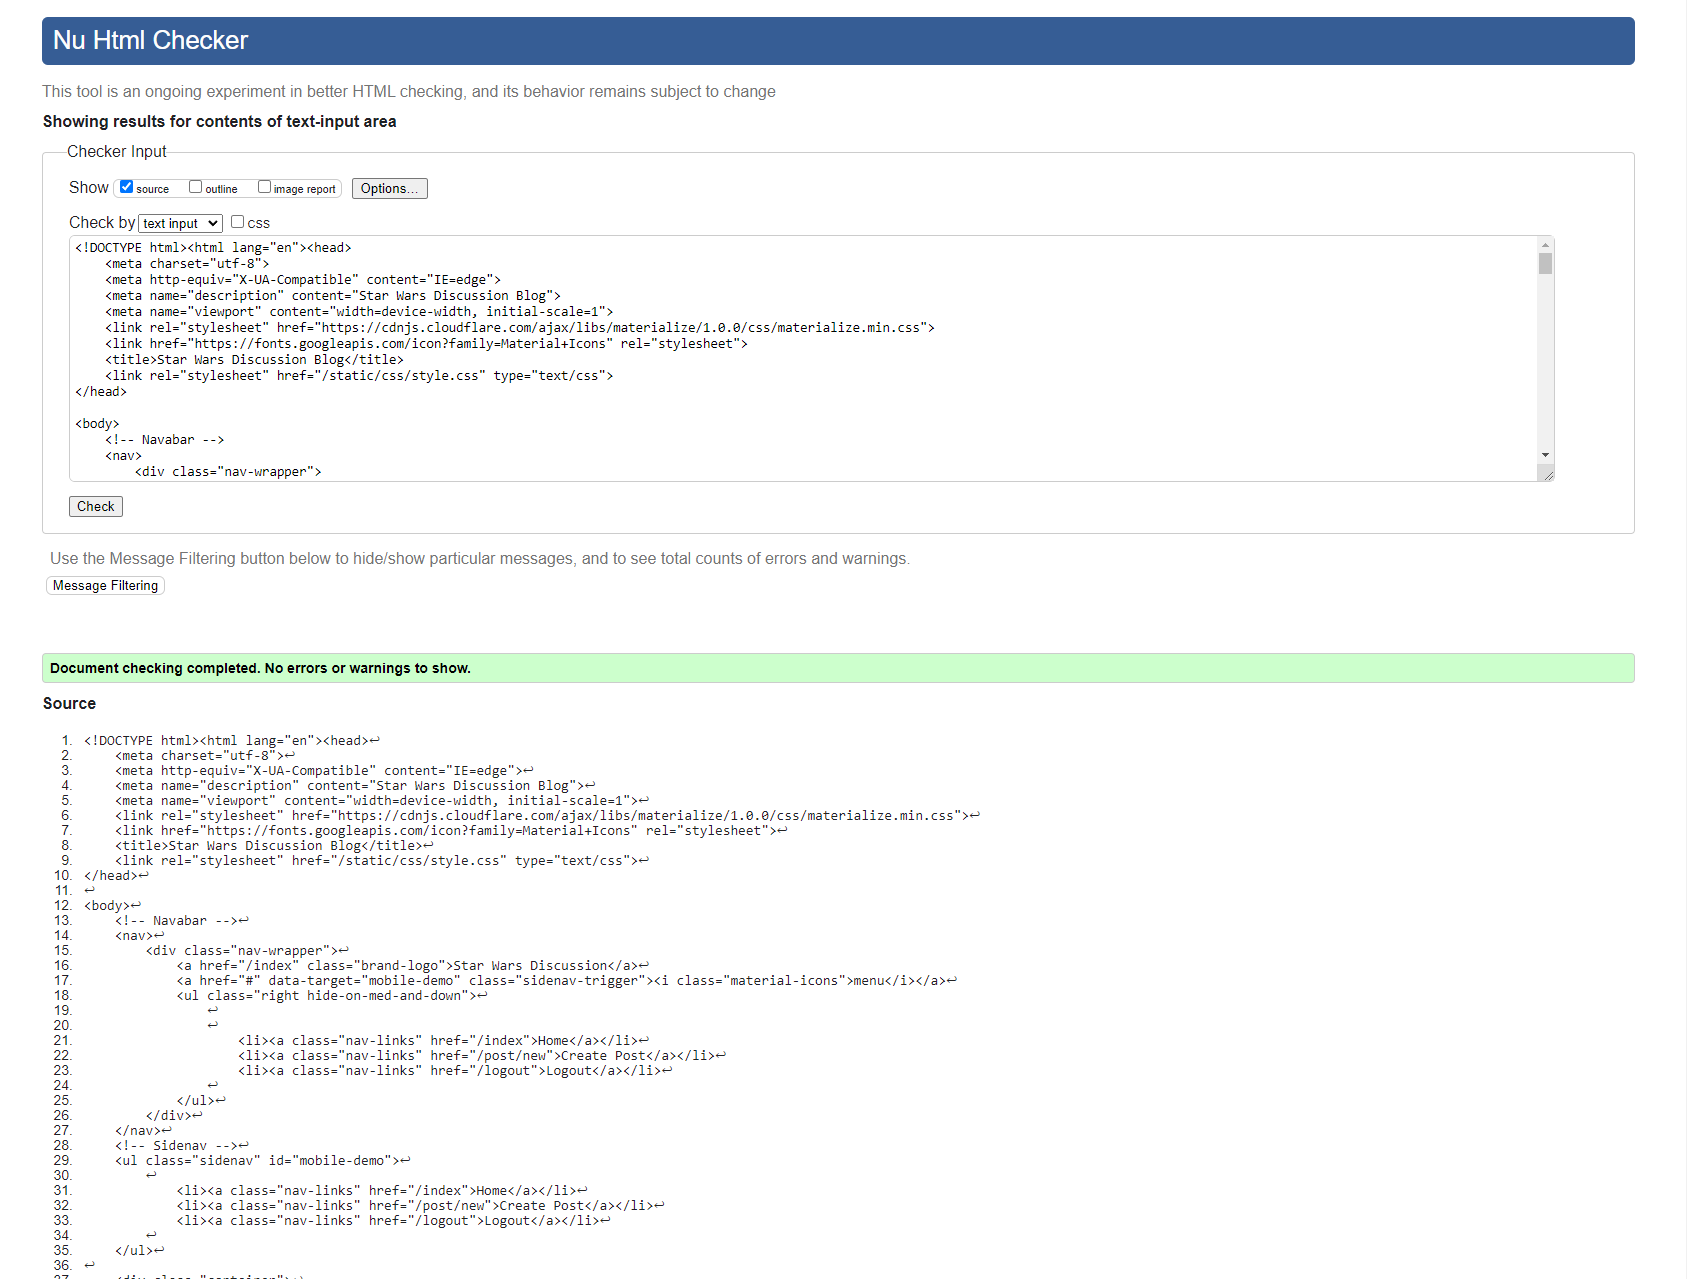 Nu Html Checker
This tool is an ongoing experiment in better HTML checking, and its behavior remains subject to change
Showing results for contents of text-input area
Checker Input
Show source outline image report Options...
Check by text input css
<!DOCTYPE html><html lang="en"><head>
    <meta charset="utf-8">
    <meta http-equiv="X-UA-Compatible" content="IE=edge">
    <meta name="description" content="Star Wars Discussion Blog">
    <meta name="viewport" content="width=device-width, initial-scale=1">
    <link rel="stylesheet" href="https://cdnjs.cloudflare.com/ajax/libs/materialize/1.0.0/css/materialize.min.css">
    <link href="https://fonts.googleapis.com/icon?family=Material+Icons" rel="stylesheet">
    <title>Star Wars Discussion Blog</title>
    <link rel="stylesheet" href="/static/css/style.css" type="text/css">
</head>
<body>
    <!-- Navabar -->
    <nav>
        <div class="nav-wrapper">
Check
Use the Message Filtering button below to hide/show particular messages, and to see total counts of errors and warnings.
Message Filtering
Document checking completed. No errors or warnings to show.
Source
1. <!DOCTYPE html><html lang="en"><head>↩
2.     <meta charset="utf-8">↩
3.     <meta http-equiv="X-UA-Compatible" content="IE=edge">↩
4.     <meta name="description" content="Star Wars Discussion Blog">↩
5.     <meta name="viewport" content="width=device-width, initial-scale=1">↩
6.     <link rel="stylesheet" href="https://cdnjs.cloudflare.com/ajax/libs/materialize/1.0.0/css/materialize.min.css">↩
7.     <link href="https://fonts.googleapis.com/icon?family=Material+Icons" rel="stylesheet">↩
8.     <title>Star Wars Discussion Blog</title>↩
9.     <link rel="stylesheet" href="/static/css/style.css" type="text/css">↩
10. </head>↩
11. ↩
12. <body>↩
13.     <!-- Navabar -->↩
14.     <nav>↩
15.         <div class="nav-wrapper">↩
16.             <a href="/index" class="brand-logo">Star Wars Discussion</a>↩
17.             <a href="#" data-target="mobile-demo" class="sidenav-trigger"><i class="material-icons">menu</i></a>↩
18.             <ul class="right hide-on-med-and-down">↩
19.                 ↩
20.                 ↩
21.                     <li><a class="nav-links" href="/index">Home</a></li>↩
22.                     <li><a class="nav-links" href="/post/new">Create Post</a></li>↩
23.                     <li><a class="nav-links" href="/logout">Logout</a></li>↩
24.                 ↩
25.             </ul>↩
26.         </div>↩
27.     </nav>↩
28.     <!-- Sidenav -->↩
29.     <ul class="sidenav" id="mobile-demo">↩
30.         ↩
31.             <li><a class="nav-links" href="/index">Home</a></li>↩
32.             <li><a class="nav-links" href="/post/new">Create Post</a></li>↩
33.             <li><a class="nav-links" href="/logout">Logout</a></li>↩
34.         ↩
35.     </ul>↩
36. ↩
37.     <div class="container">↩